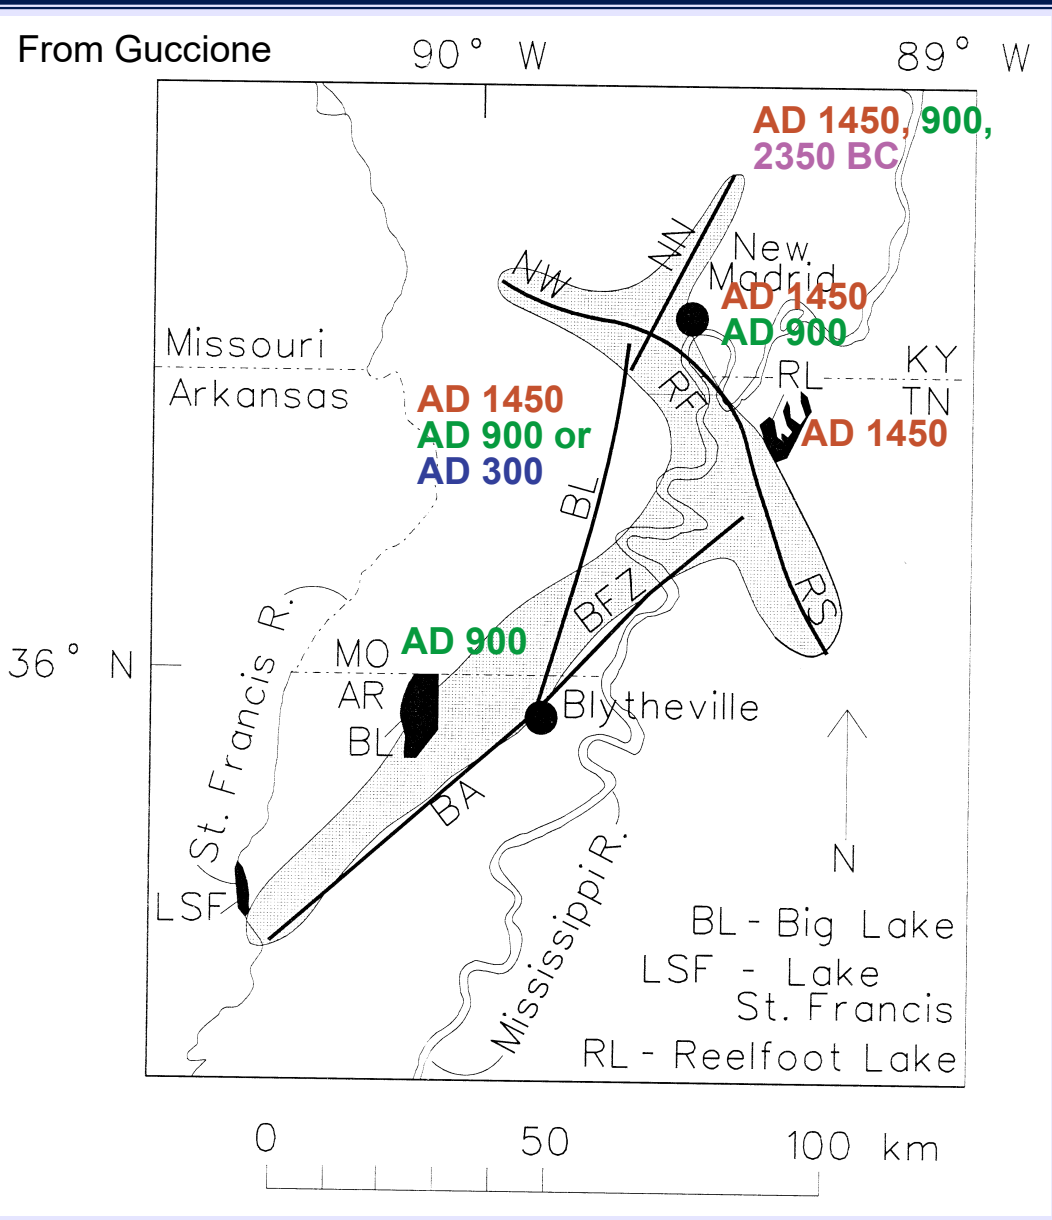 From Guccione
90° W
89° W
AD 1450, 900,
2350 BC
NN
New
Madrid
NW
AD 1450
AD 900
Missouri
Arkansas
KY
TN
RL
RF
AD 1450
AD 1450
AD 900 or
AD 300
BL
BFZ
RS
St. Francis R.
36° N
MO
AD 900
AR
BL
Blytheville
BA
LSF
N
Mississippi R.
BL - Big Lake
LSF - Lake
St. Francis
RL - Reelfoot Lake
0 50 100 km